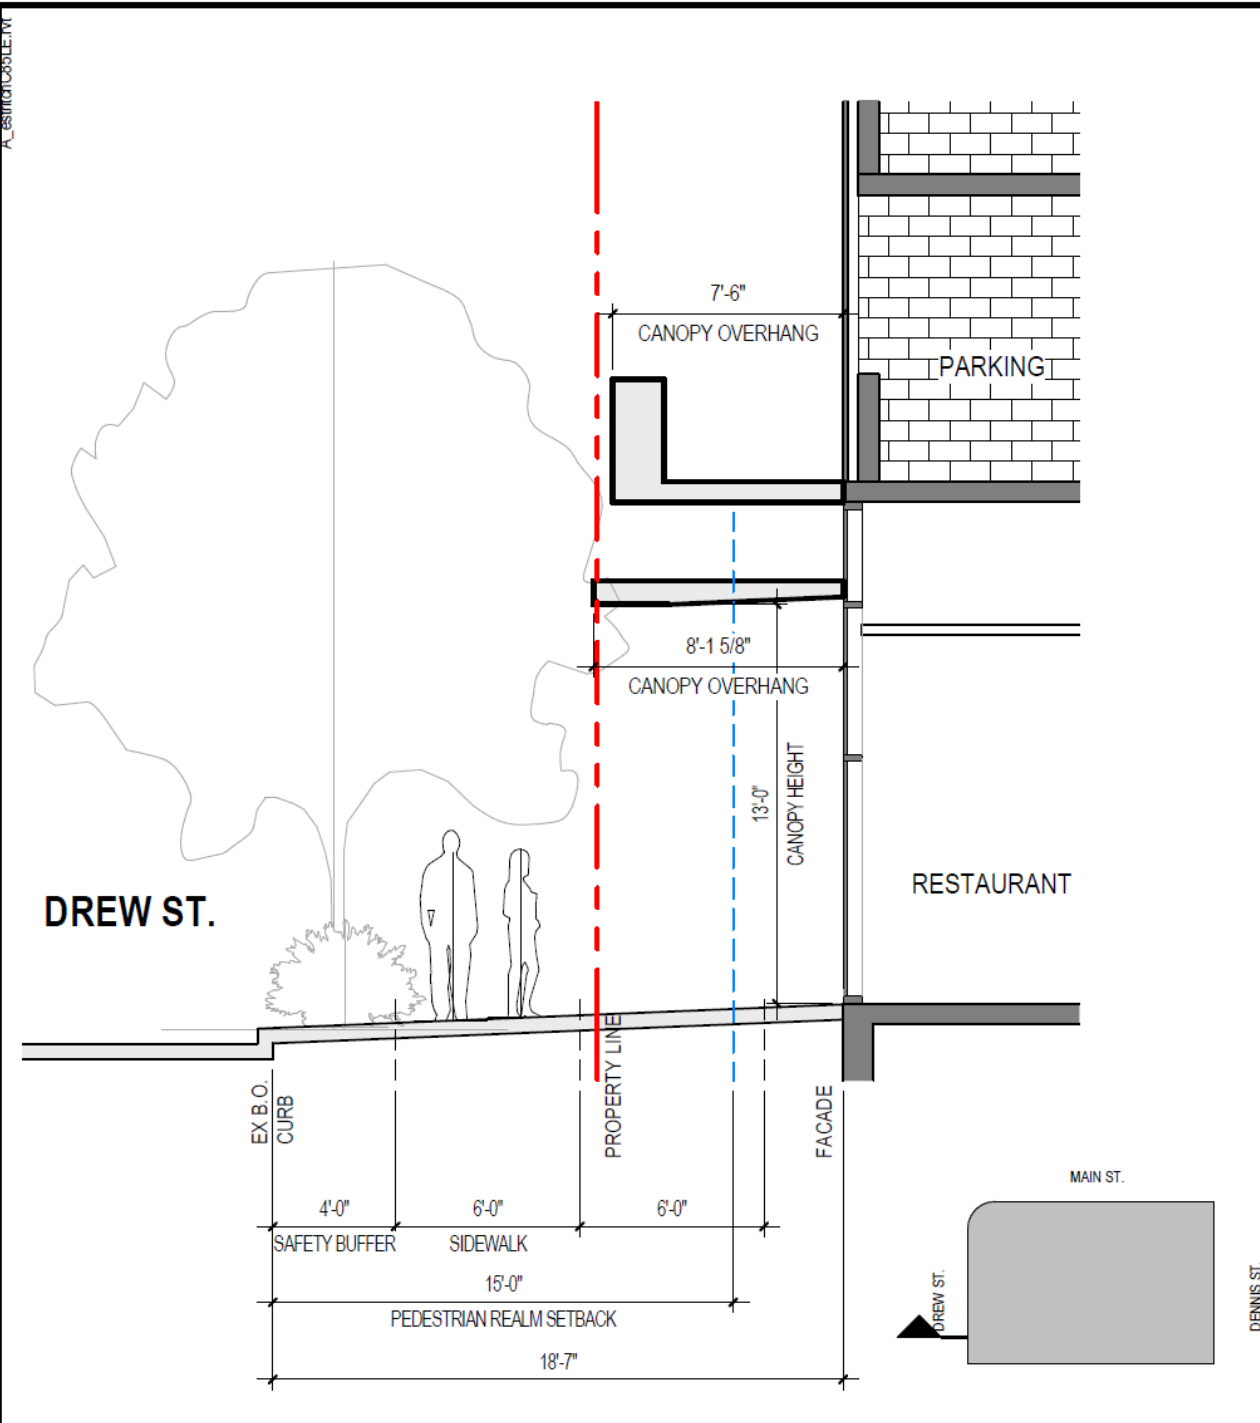 7'-6"
CANOPY OVERHANG
PARKING
8'-1 5/8"
CANOPY OVERHANG
13'-0"
CANOPY HEIGHT
RESTAURANT
DREW ST.
EX B.O.
CURB
PROPERTY LINE
FACADE
4'-0"
6'-0"
6'-0"
SAFETY BUFFER
SIDEWALK
15'-0"
PEDESTRIAN REALM SETBACK
18'-7"
MAIN ST.
DREW ST.
DENNIS ST.